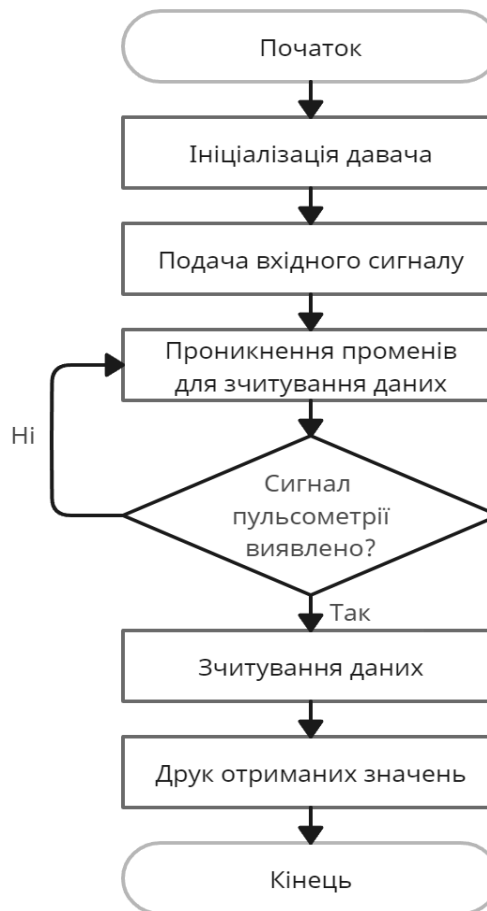 Початок
Ініціалізація давача
Подача вхідного сигналу
Проникнення променів
для зчитування даних
Ні
Сигнал
пульсометрії
виявлено?
Так
Зчитування даних
Друк отриманих значень
Кінець